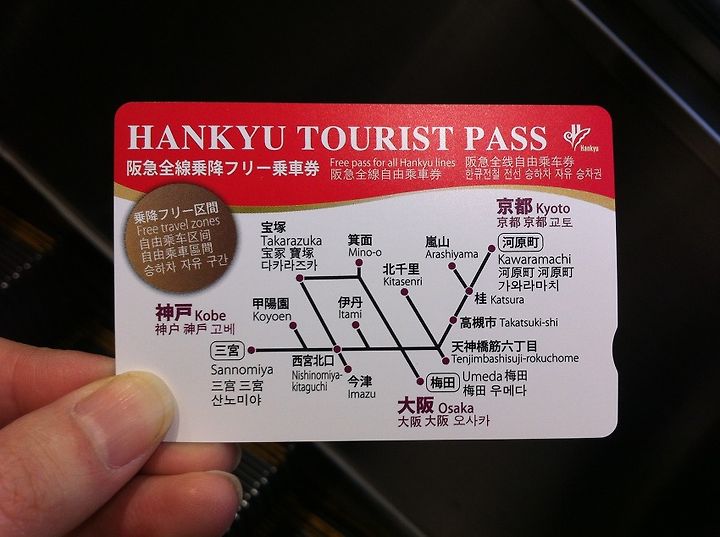 HANKYU TOURIST PASS
Hankyu
阪急全線乗降フリー乗車券
Free pass for all Hankyu lines
阪急全線自由乘車券
阪急全线自由乘车券
한큐전철 전선 승하차 자유 승차권
乗降フリー区間
Free travel zones
自由乘车区间
自由乘車區間
승하차 자유 구간
京都 Kyoto
京都 京都 교토
河原町
Kawaramachi
河原町 河原町
가와라마치
宝塚
Takarazuka
宝冢 寶塚
다카라즈카
箕面
Mino-o
嵐山
Arashiyama
北千里
Kitasenri
桂 Katsura
高槻市 Takatsuki-shi
天神橋筋六丁目
Tenjimbashisuji-rokuchome
神戸 Kobe
神户 神戶 고베
甲陽園
Koyoen
伊丹
Itami
三宮
Sannomiya
三宫 三宮
산노미야
西宮北口
Nishinomiya-
kitaguchi
今津
Imazu
梅田 Umeda 梅田
梅田 우메다
大阪 Osaka
大阪 大阪 오사카